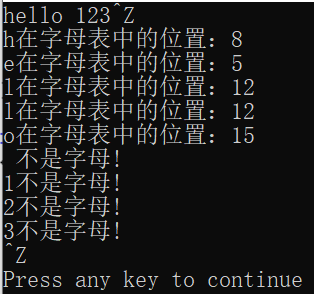 hello 123^Z
h在字母表中的位置：8
e在字母表中的位置：5
l在字母表中的位置：12
l在字母表中的位置：12
o在字母表中的位置：15
 不是字母!
1不是字母!
2不是字母!
3不是字母!
^Z
Press any key to continue